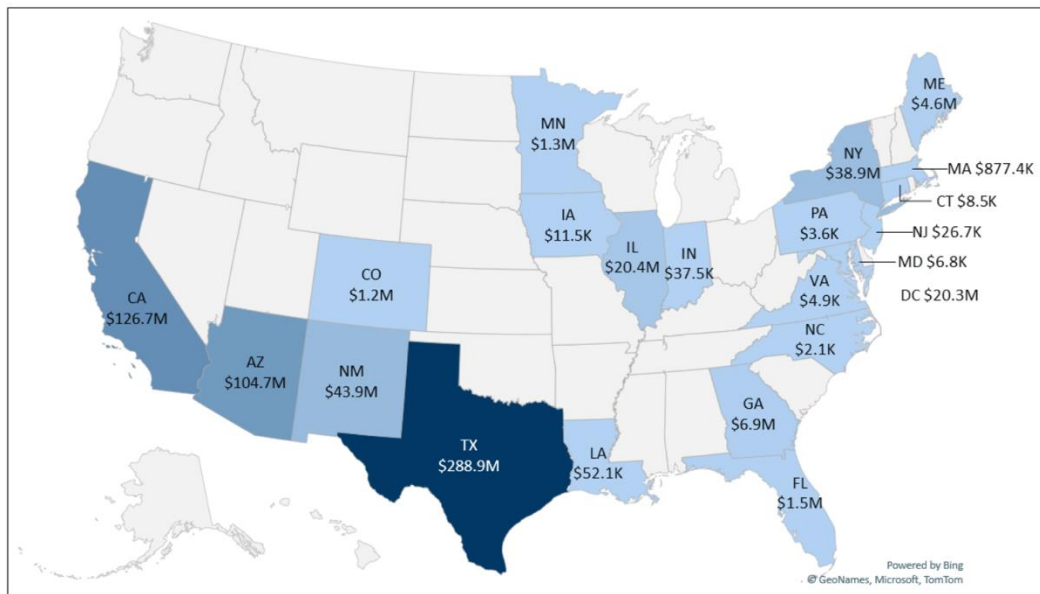 ME
$4.6M
MN
$1.3M
NY
$38.9M
MA $877.4K
CT $8.5K
PA
$3.6K
NJ $26.7K
IA
$11.5K
IL
$20.4M
IN
$37.5K
MD $6.8K
VA
$4.9K
DC $20.3M
CO
$1.2M
CA
$126.7M
NC
$2.1K
AZ
$104.7M
NM
$43.9M
GA
$6.9M
TX
$288.9M
LA
$52.1K
FL
$1.5M
Powered by Bing
© GeoNames, Microsoft, TomTom